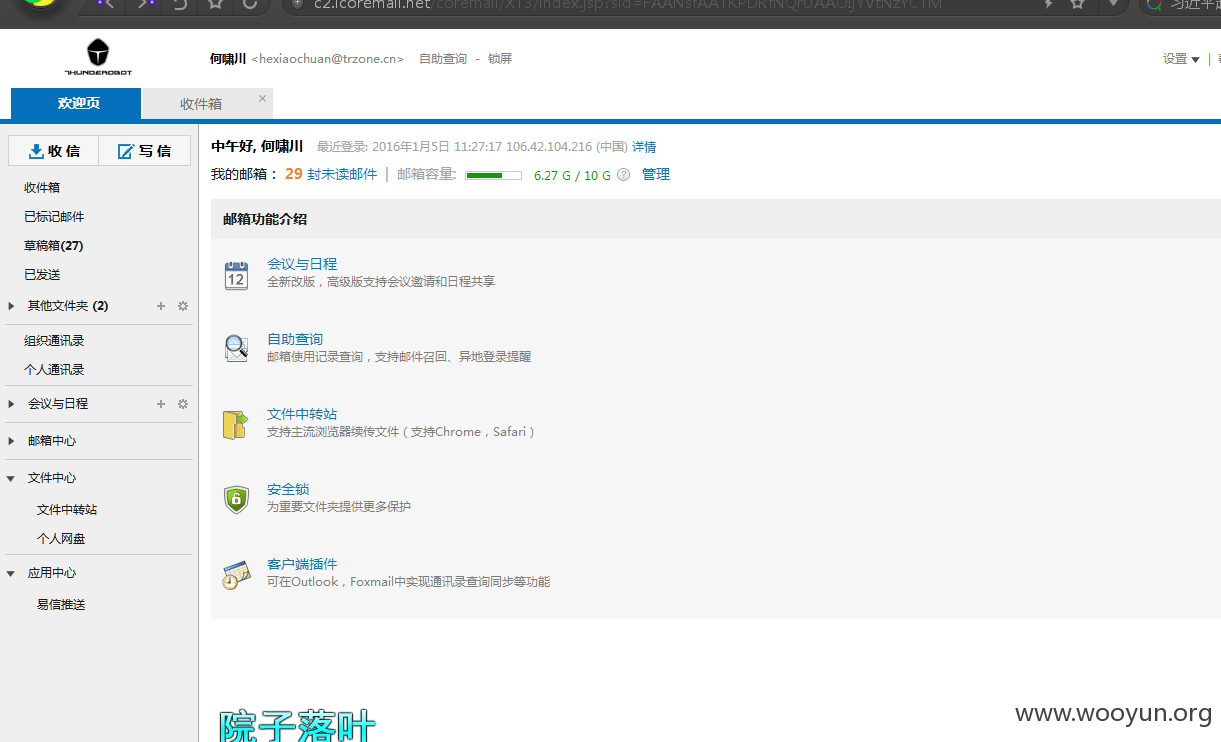 c2.icoremail.net/coremail/XT3/index.jsp?sid=
习近平
THUNDEROBOT
何啸川 <hexiaochuan@trzone.cn> 自助查询 - 锁屏
设置 ▼ |
欢迎页
收件箱 ×
收信
写信
收件箱
已标记邮件
草稿箱(27)
已发送
其他文件夹 (2)
组织通讯录
个人通讯录
会议与日程
邮箱中心
文件中心
文件中转站
个人网盘
应用中心
易信推送
中午好, 何啸川 最近登录: 2016年1月5日 11:27:17 106.42.104.216 (中国) 详情
我的邮箱： 29 封未读邮件 | 邮箱容量: 6.27 G / 10 G ? 管理
邮箱功能介绍
12
会议与日程
全新改版，高级版支持会议邀请和日程共享
自助查询
邮箱使用记录查询，支持邮件召回、异地登录提醒
文件中转站
支持主流浏览器续传文件 ( 支持Chrome，Safari )
安全锁
为重要文件夹提供更多保护
客户端插件
可在Outlook，Foxmail中实现通讯录查询同步等功能
院子落叶
www.wooyun.org